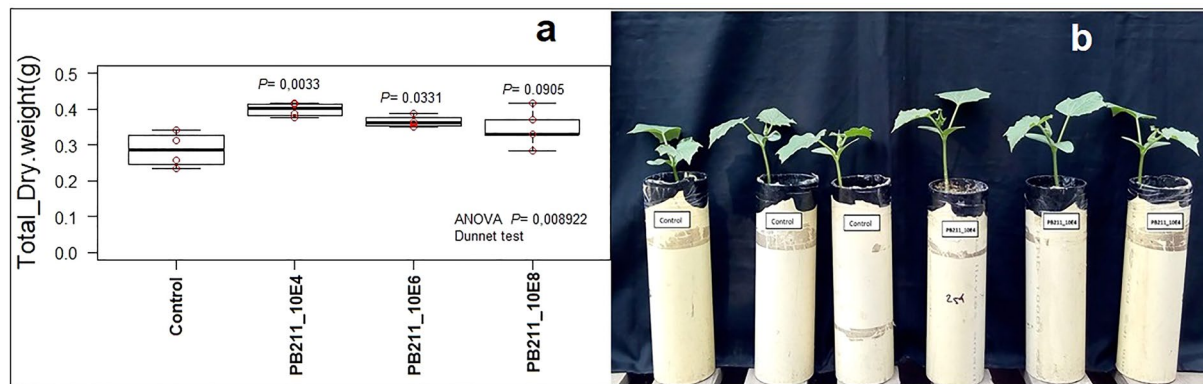 a
Total_Dry.weight(g)
0.5
0.4
0.3
0.2
0.1
0.0
P= 0,0033
P= 0.0331
P= 0.0905
ANOVA P= 0,008922
Dunnet test
Control
PB211_10E4
PB211_10E6
PB211_10E8
b
Control
Control
Control
PB211_10E4
PB211_10E4
PB211_10E4